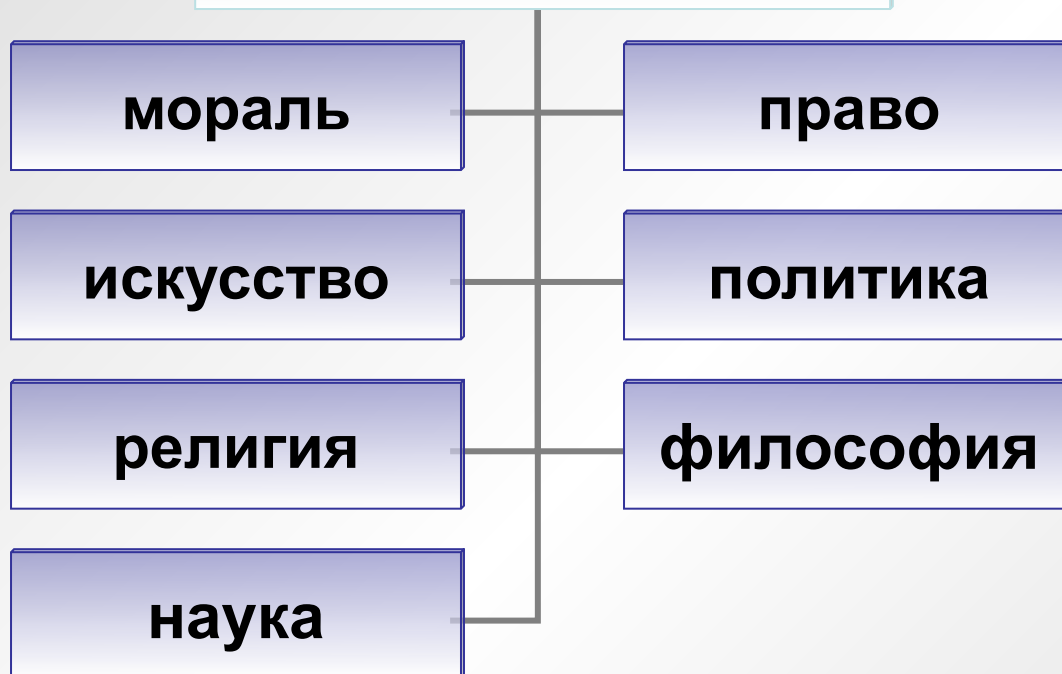 мораль
право
искусство
политика
религия
философия
наука